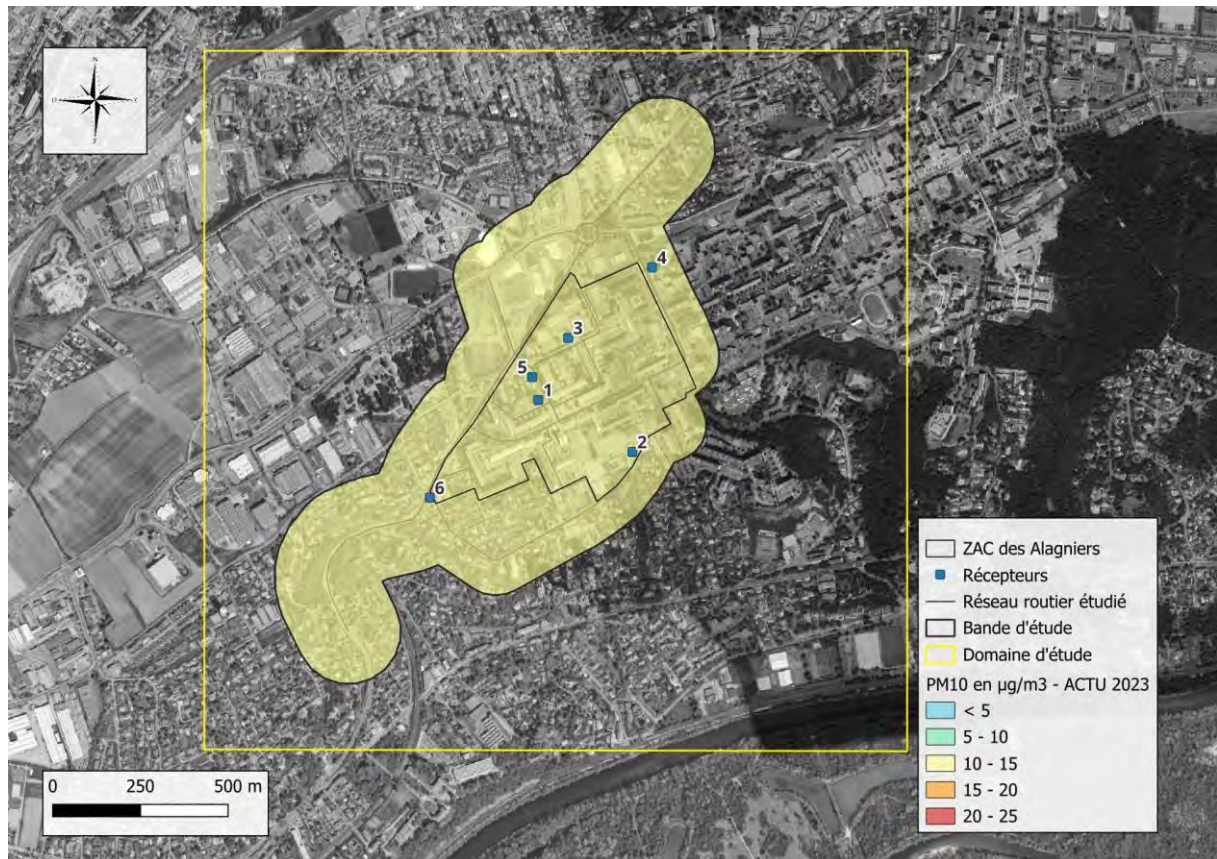 N
O
E
S
4
3
5
1
2
6
ZAC des Alagniers
Récepteurs
Réseau routier étudié
Bande d'étude
Domaine d'étude
PM10 en µg/m3 - ACTU 2023
< 5
5 - 10
10 - 15
15 - 20
20 - 25
0 250 500 m